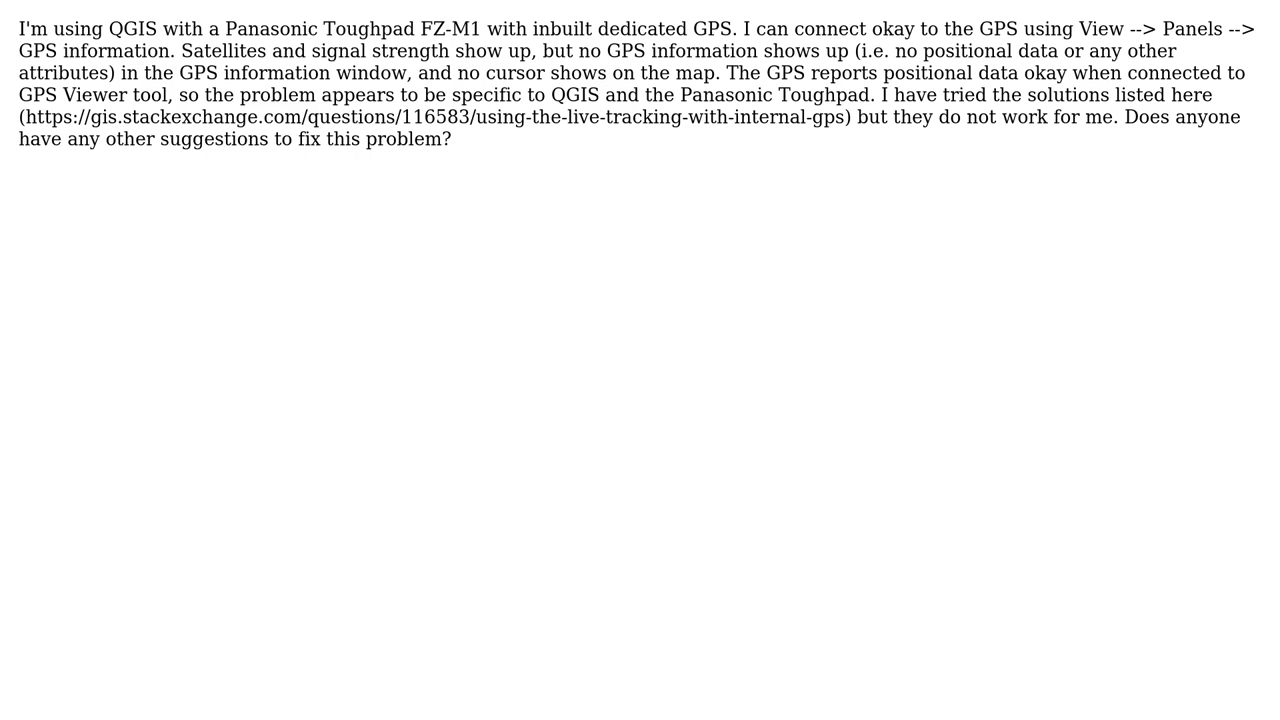 I'm using QGIS with a Panasonic Toughpad FZ-M1 with inbuilt dedicated GPS. I can connect okay to the GPS using View --> Panels -->
GPS information. Satellites and signal strength show up, but no GPS information shows up (i.e. no positional data or any other
attributes) in the GPS information window, and no cursor shows on the map. The GPS reports positional data okay when connected to
GPS Viewer tool, so the problem appears to be specific to QGIS and the Panasonic Toughpad. I have tried the solutions listed here
(https://gis.stackexchange.com/questions/116583/using-the-live-tracking-with-internal-gps) but they do not work for me. Does anyone
have any other suggestions to fix this problem?